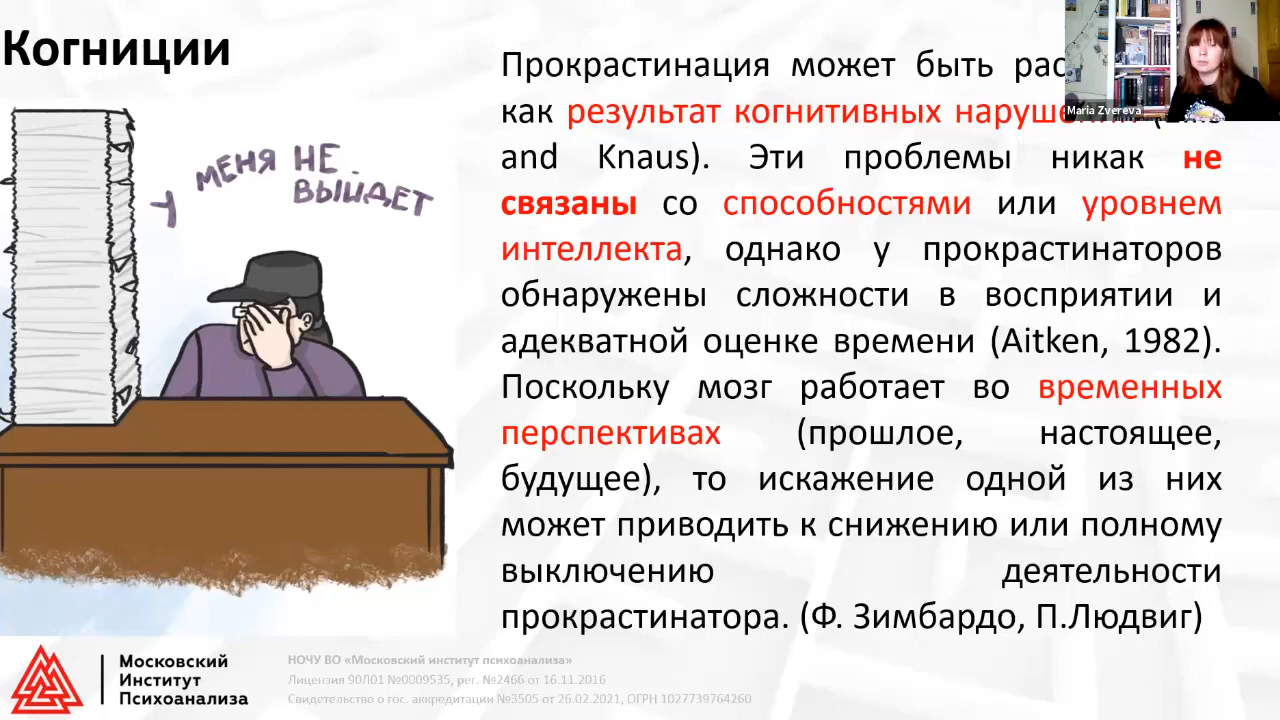 Когниции
У МЕНЯ НЕ
ВЫЙДЕТ
Прокрастинация может быть
как результат когнитивных
and Knaus). Эти проблемы никак не
связаны со способностями или уровнем
интеллекта, однако у прокрастинаторов
обнаружены сложности в восприятии и
адекватной оценке времени (Aitken, 1982).
Поскольку мозг работает во временных
перспективах (прошлое, настоящее,
будущее), то искажение одной из них
может приводить к снижению или полному
выключению деятельности
прокрастинатора. (Ф. Зимбардо, П.Людвиг)
Maria Zvereva
Московский
Институт
Психоанализа
НОЧУ ВО «Московский институт психоанализа»
Лицензия 90Л01 №0009535, рег. №2466 от 16.11.2016
Свидетельство о гос. аккредитации №3505 от 26.02.2021, ОГРН 1027739764260